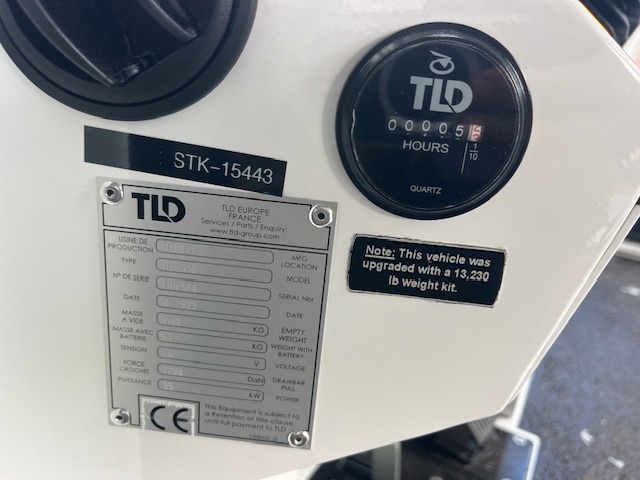 TLD
00005
HOURS
1/10
QUARTZ
STK-15443
TLD
TLD EUROPE
FRANCE
Services / Parts / Enquiry:
www.tld-group.com
USINE DE PRODUCTION
MFG LOCATION
TYPE
MODEL
N° DE SERIE
SERIAL Nbr
DATE
DATE
MASSE A VIDE
KG
EMPTY WEIGHT
MASSE AVEC BATTERIE
KG
WEIGHT WITH BATTERY
TENSION
V
VOLTAGE
FORCE CROCHET
DaN
DRAWBAR PULL
PUISSANCE
55
KW
POWER
CE
This Equipment is subject to
a Retention of title clause
until full payment to TLD
Note: This vehicle was
upgraded with a 13,230
lb weight kit.